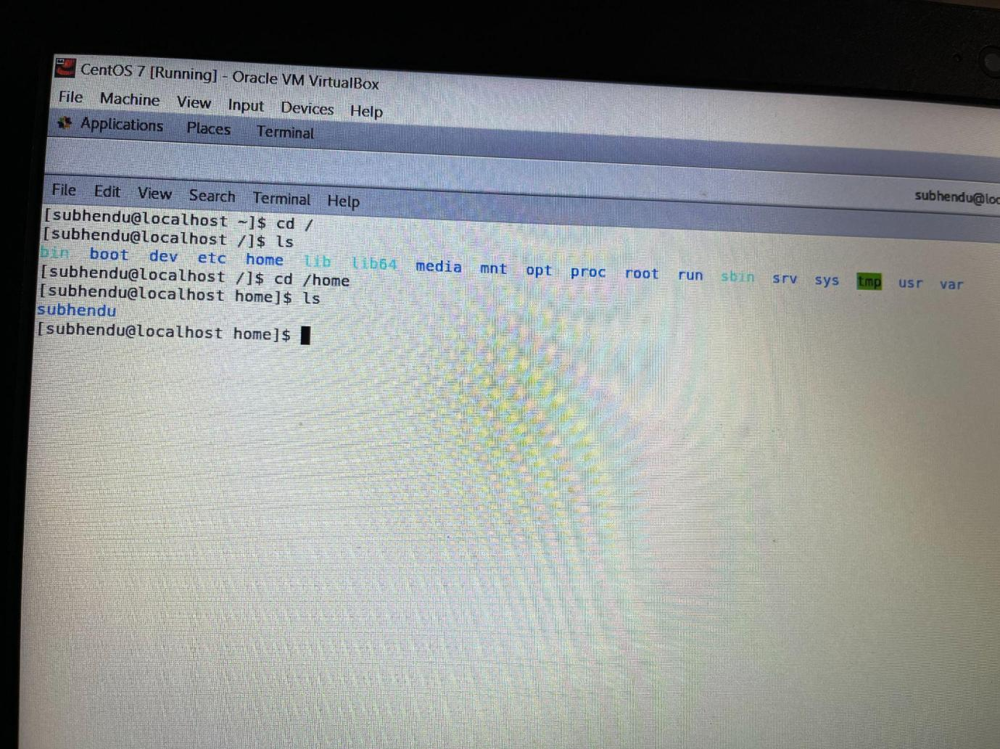 CentOS 7 [Running] - Oracle VM VirtualBox
File Machine View Input Devices Help
Applications Places Terminal
subhendu@loc
File Edit View Search Terminal Help
[subhendu@localhost ~]$ cd /
[subhendu@localhost /]$ ls
bin boot dev etc home lib lib64 media mnt opt proc root run sbin srv sys tmp usr var
[subhendu@localhost /]$ cd /home
[subhendu@localhost home]$ ls
subhendu
[subhendu@localhost home]$